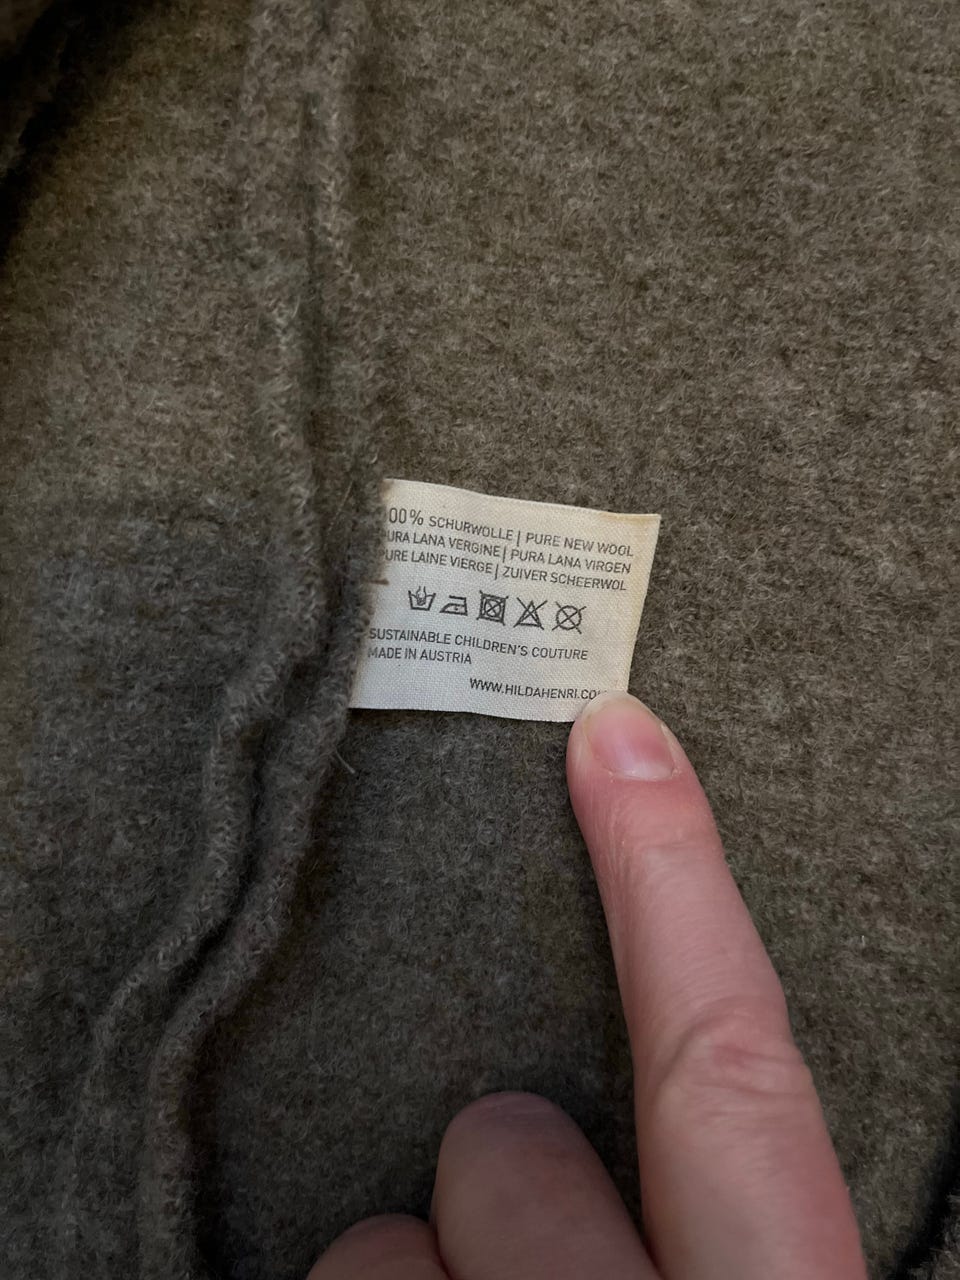 00% SCHURWOLLE | PURE NEW WOOL
URA LANA VERGINE | PURA LANA VIRGEN
PURE LAINE VIERGE | ZUIVER SCHEERWOL
SUSTAINABLE CHILDREN'S COUTURE
MADE IN AUSTRIA
WWW.HILDAHENRI.CO